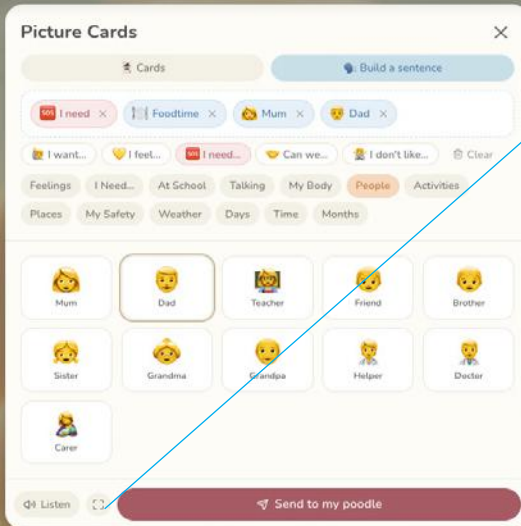 Picture Cards
Cards
Build a sentence
SOS I need × Foodtime × Mum × Dad ×
I want... I feel... SOS I need... Can we... I don't like... Clear
Feelings I Need... At School Talking My Body People Activities
Places My Safety Weather Days Time Months
Mum Dad Teacher Friend Brother
Sister Grandma Grandpa Helper Doctor
Carer
Listen Send to my poodle